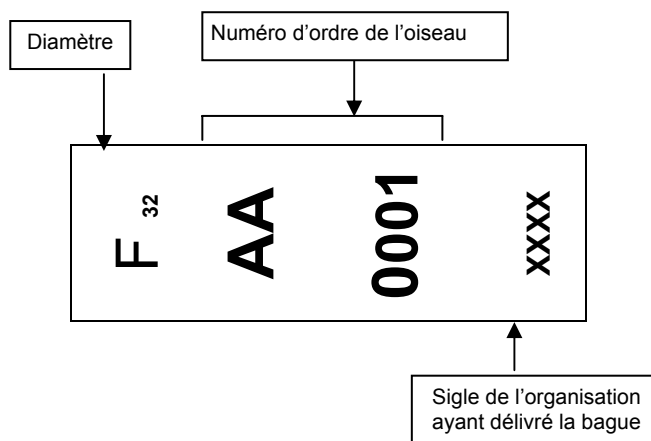 Diamètre
Numéro d'ordre de l'oiseau
F 32
AA
0001
xxxx
Sigle de l'organisation
ayant délivré la bague